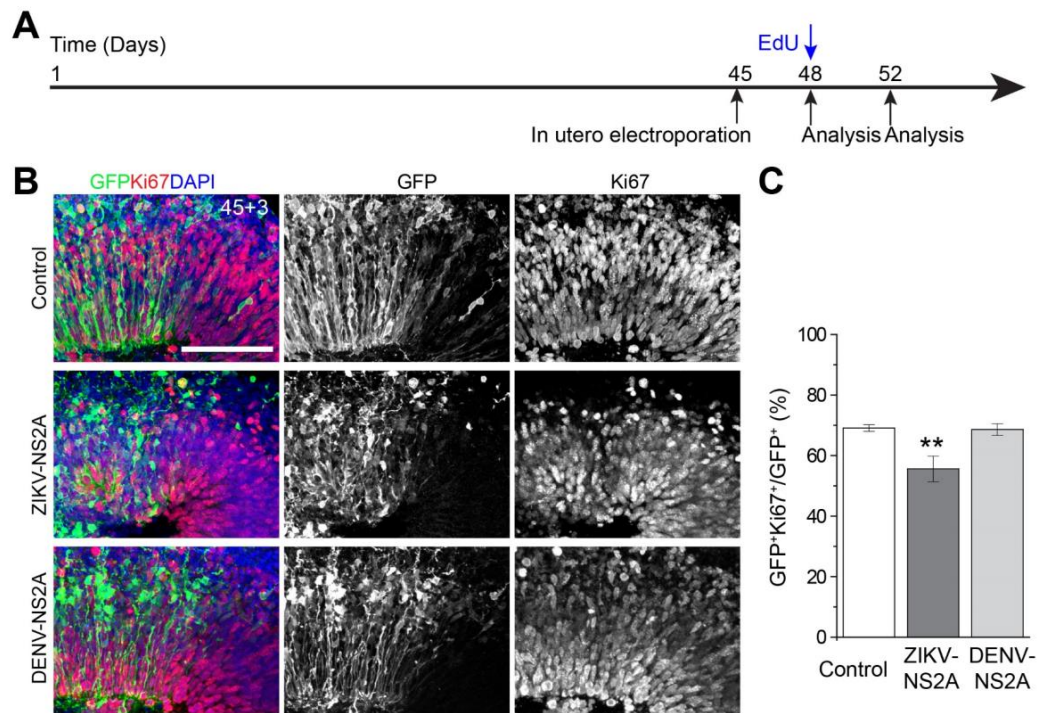 A
Time (Days)
EdU
1 45 48 52
In utero electroporation Analysis Analysis
B
GFPKi67DAPI GFP Ki67
45+3
Control
ZIKV-NS2A
DENV-NS2A
C
GFP⁺Ki67⁺/GFP⁺ (%)
100
80
60
40
20
0
**
Control ZIKV- DENV-
NS2A NS2A